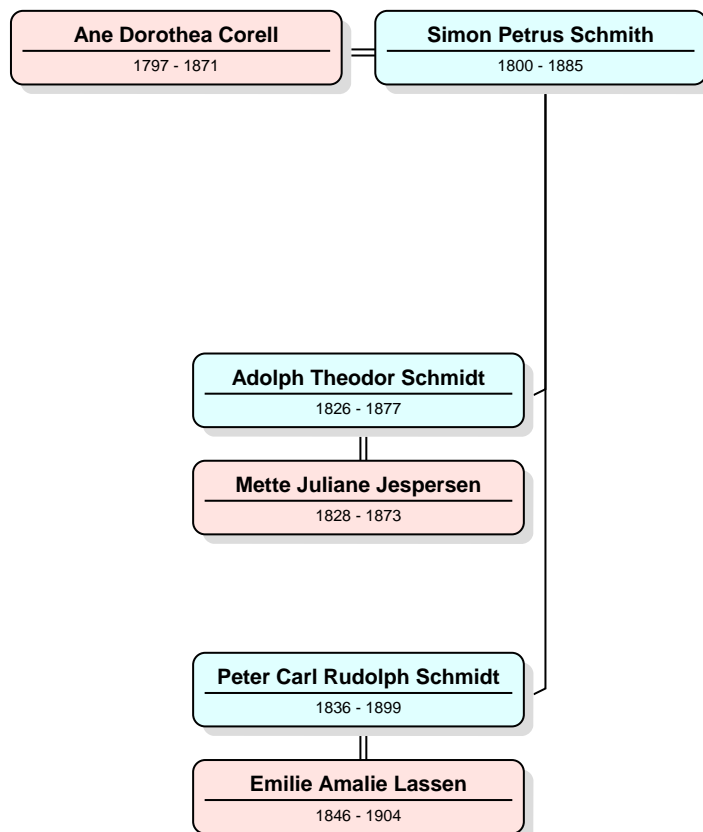 Ane Dorothea Corell
1797 - 1871
Simon Petrus Schmith
1800 - 1885
Adolph Theodor Schmidt
1826 - 1877
Mette Juliane Jespersen
1828 - 1873
Peter Carl Rudolph Schmidt
1836 - 1899
Emilie Amalie Lassen
1846 - 1904